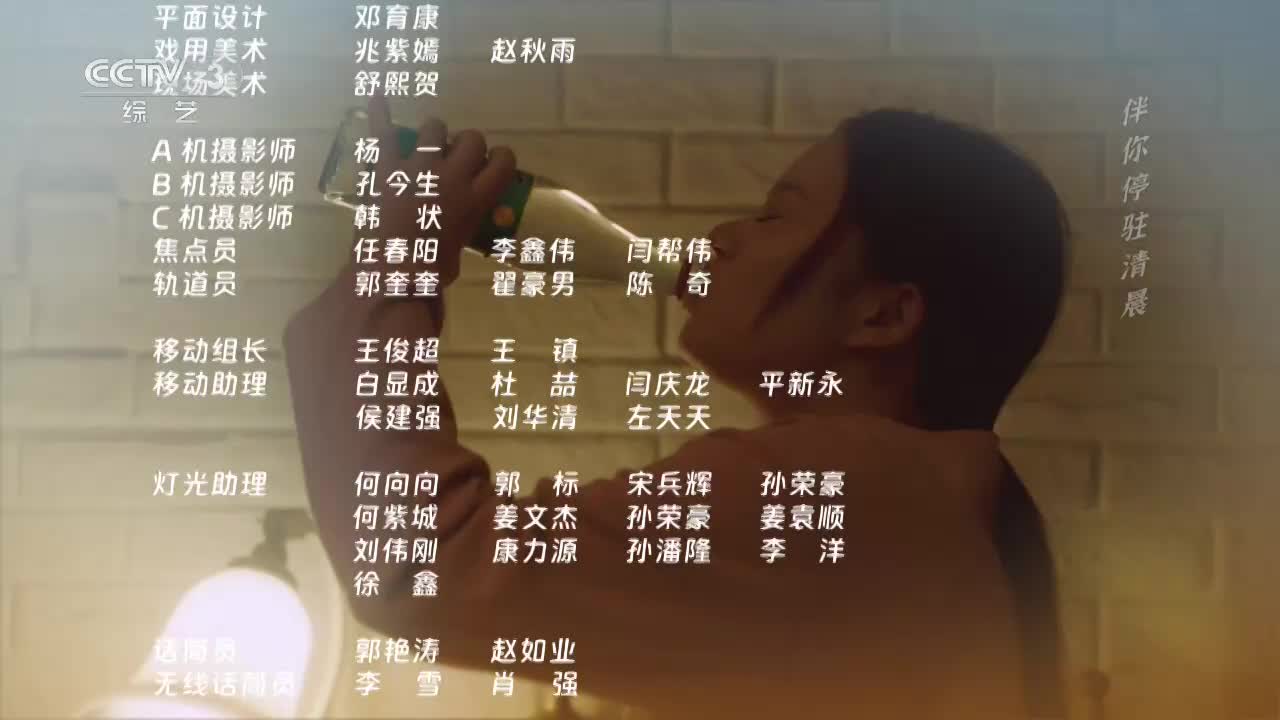 平面设计 邓育康
戏用美术 兆紫嫣 赵秋雨
现场美术 舒熙贺
CCTV 3
综艺
A 机摄影师 杨 一
B 机摄影师 孔今生
C 机摄影师 韩 状
焦点员 任春阳 李鑫伟 闫帮伟
轨道员 郭奎奎 翟豪男 陈 奇
移动组长 王俊超 王 镇
移动助理 白显成 杜 喆 闫庆龙 平新永
侯建强 刘华清 左天天
灯光助理 何向向 郭 标 宋兵辉 孙荣豪
何紫城 姜文杰 孙荣豪 姜袁顺
刘伟刚 康力源 孙潘隆 李 洋
徐 鑫
话筒员 郭艳涛 赵如业
无线话筒员 李 雪 肖 强
伴你停驻清晨